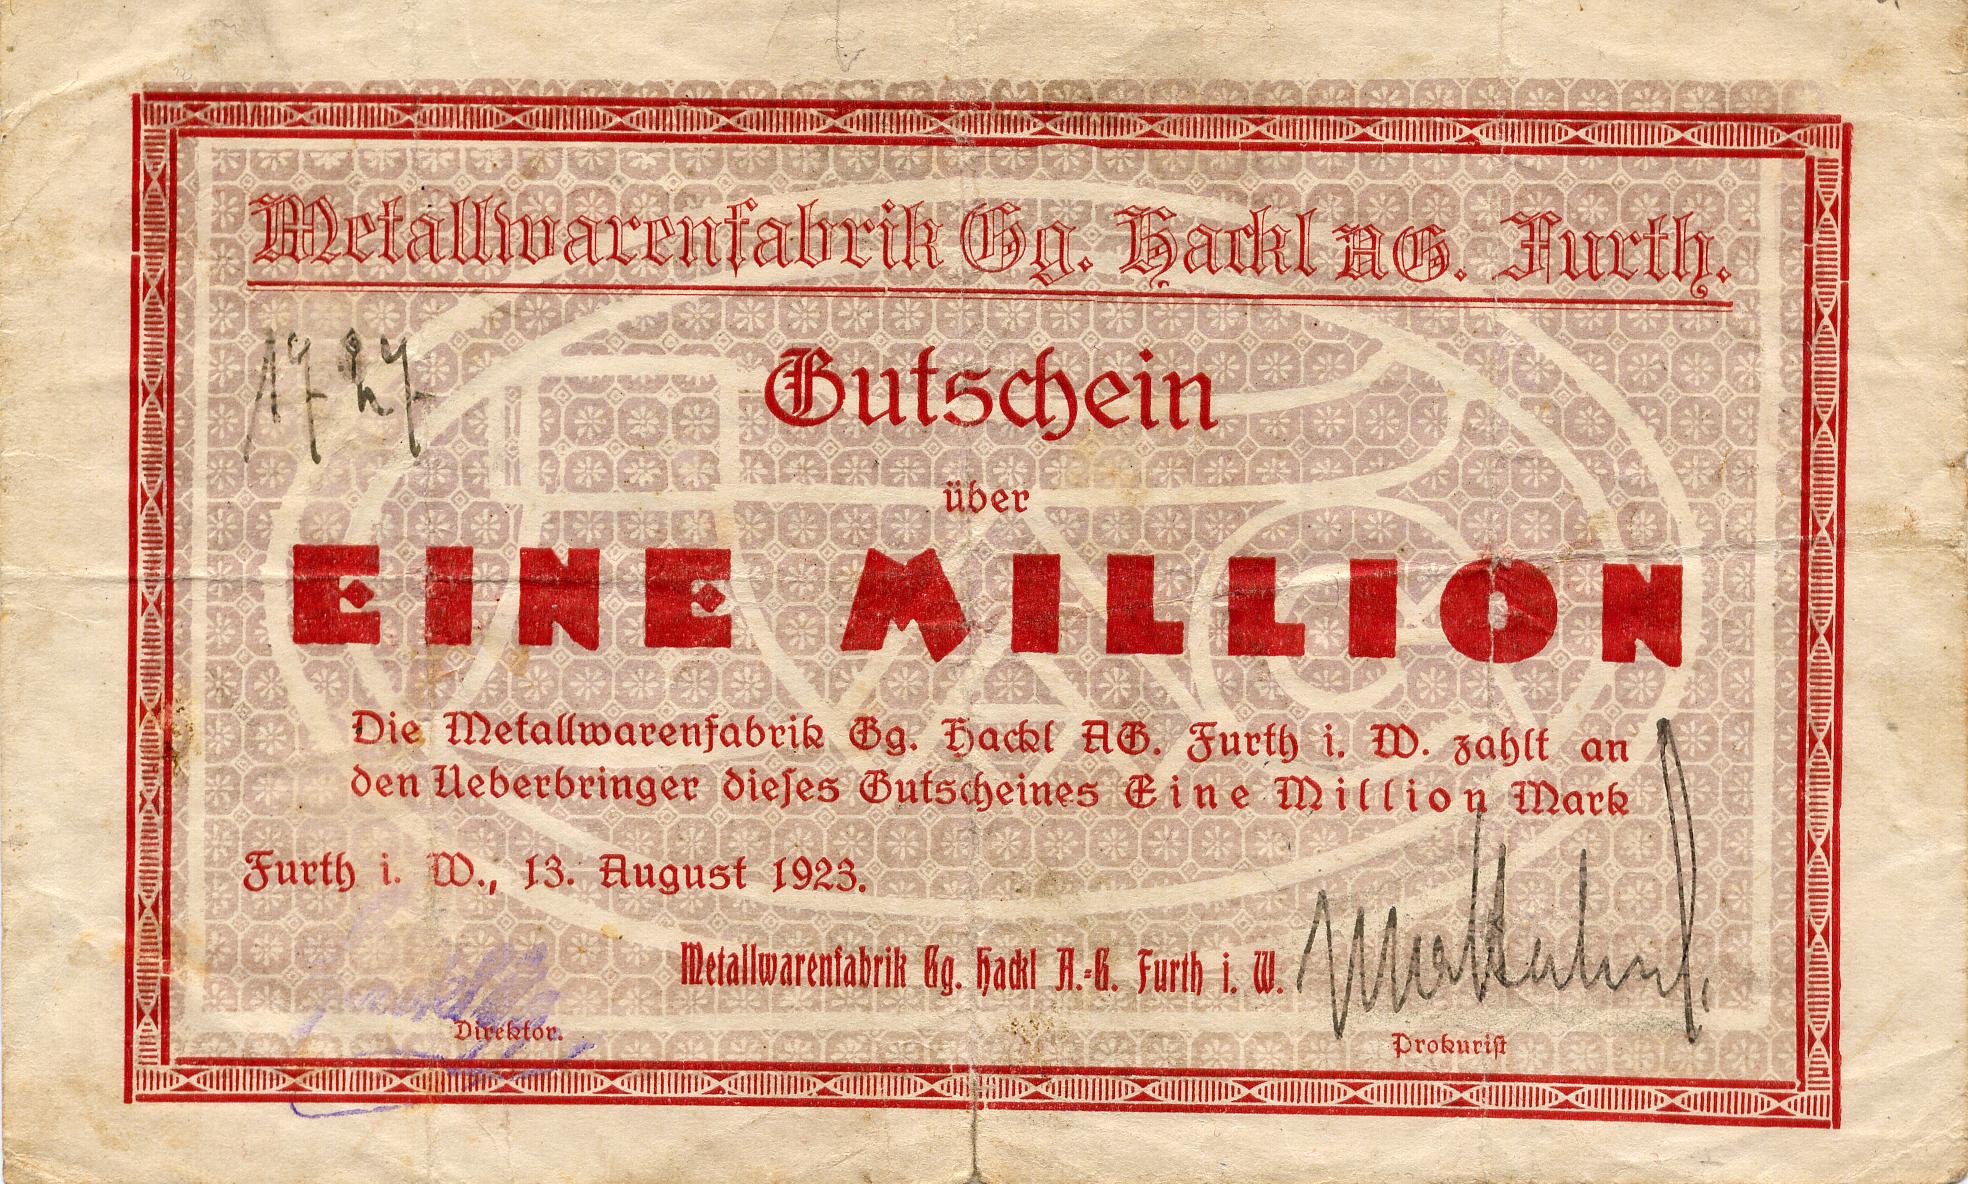 Metallwarenfabrik Gg. Hackl AG. Furth.
1727
Gutschein
über
EINE MILLION
Die Metallwarenfabrik Gg. Hackl AG. Furth i. W. zahlt an
den Ueberbringer dieses Gutscheines Eine Million Mark
Furth i. W., 13. August 1923.
Metallwarenfabrik Gg. Hackl A.-G. Furth i. W.
Direktor.
Prokurist